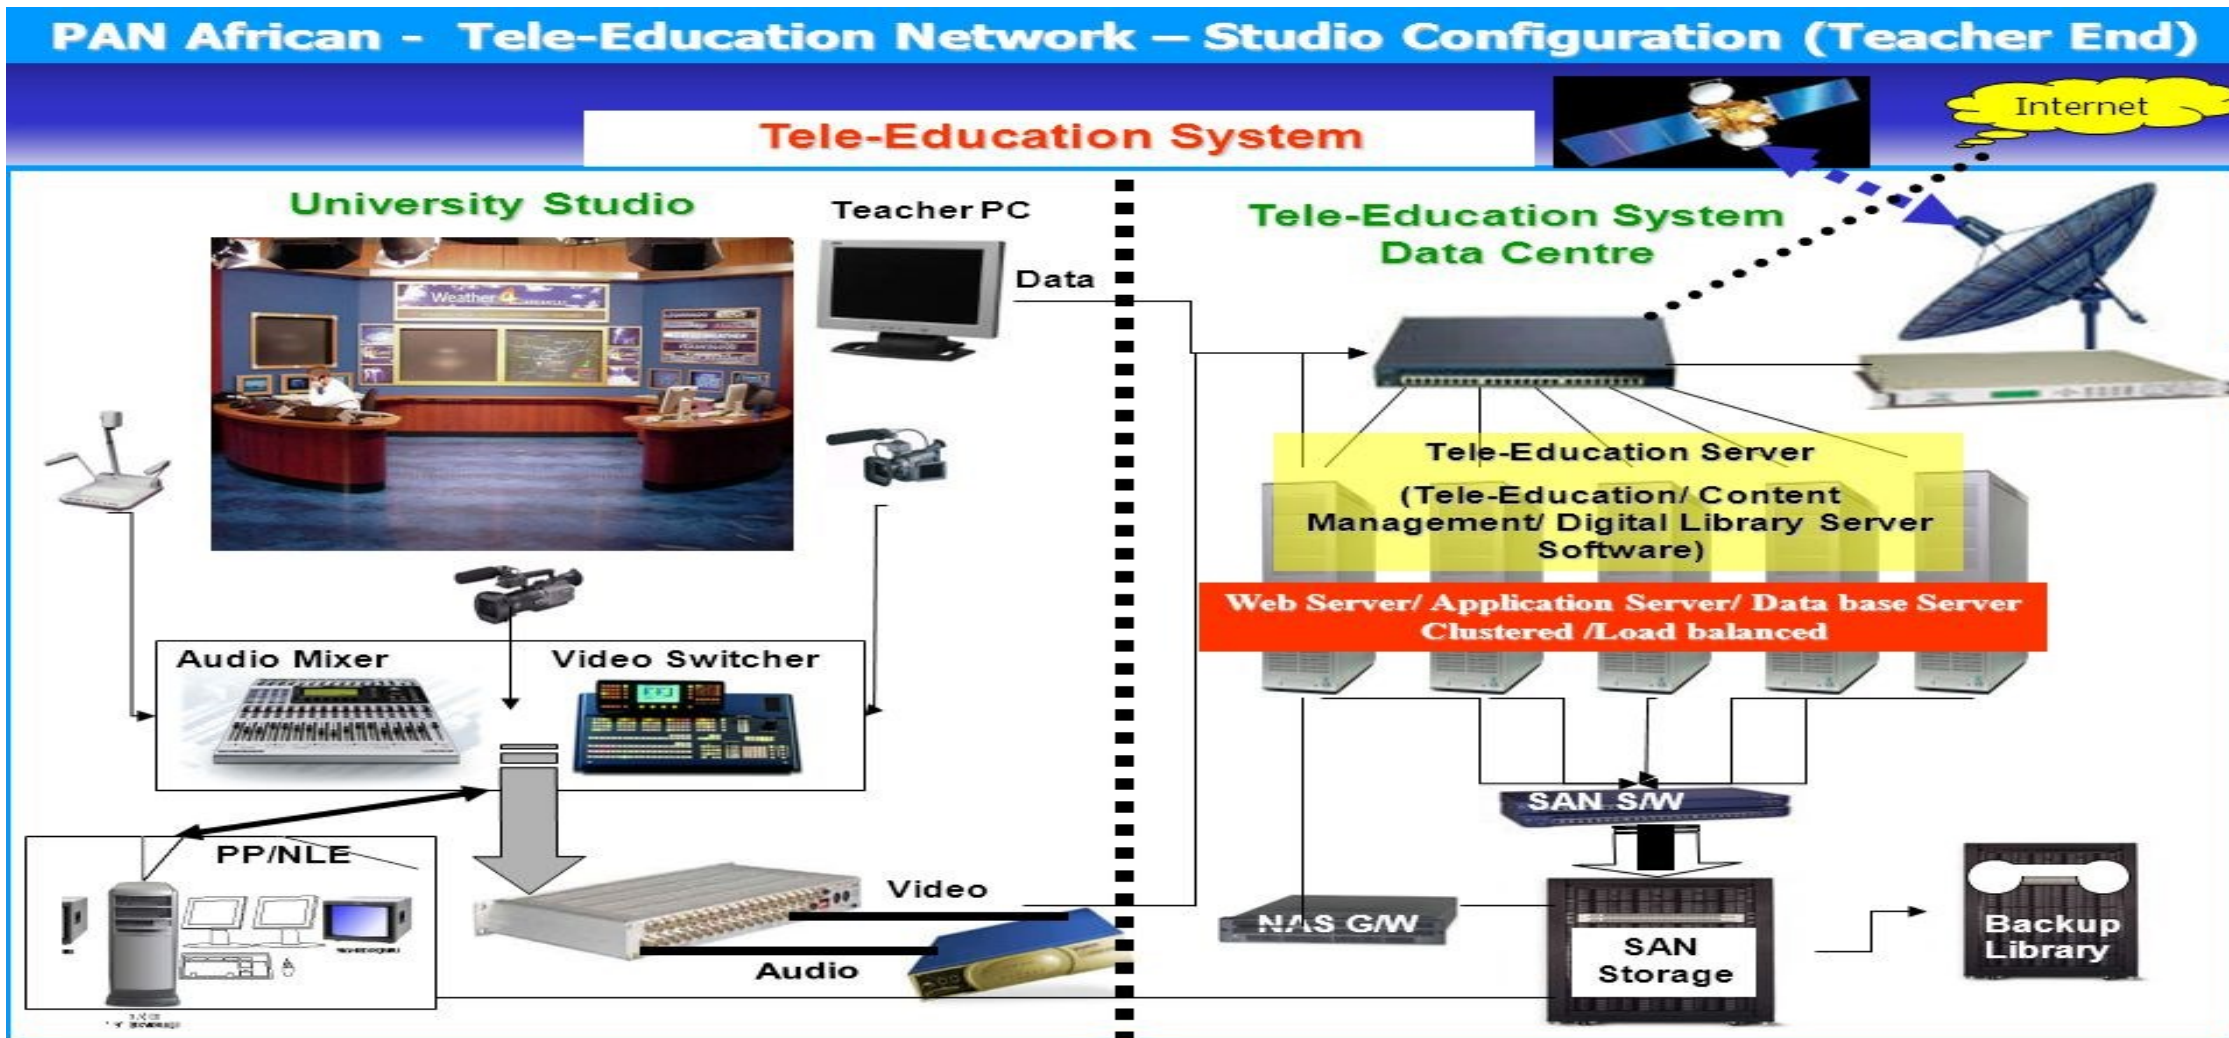 PAN African - Tele-Education Network – Studio Configuration (Teacher End)
Internet
Tele-Education System
University Studio
Teacher PC
Data
Weather 4
Audio Mixer
Video Switcher
PP/NLE
Video
Audio
Tele-Education System
Data Centre
Tele-Education Server
(Tele-Education/ Content
Management/ Digital Library Server
Software)
Web Server/ Application Server/ Data base Server
Clustered /Load balanced
SAN S/W
NAS G/W
SAN
Storage
Backup
Library